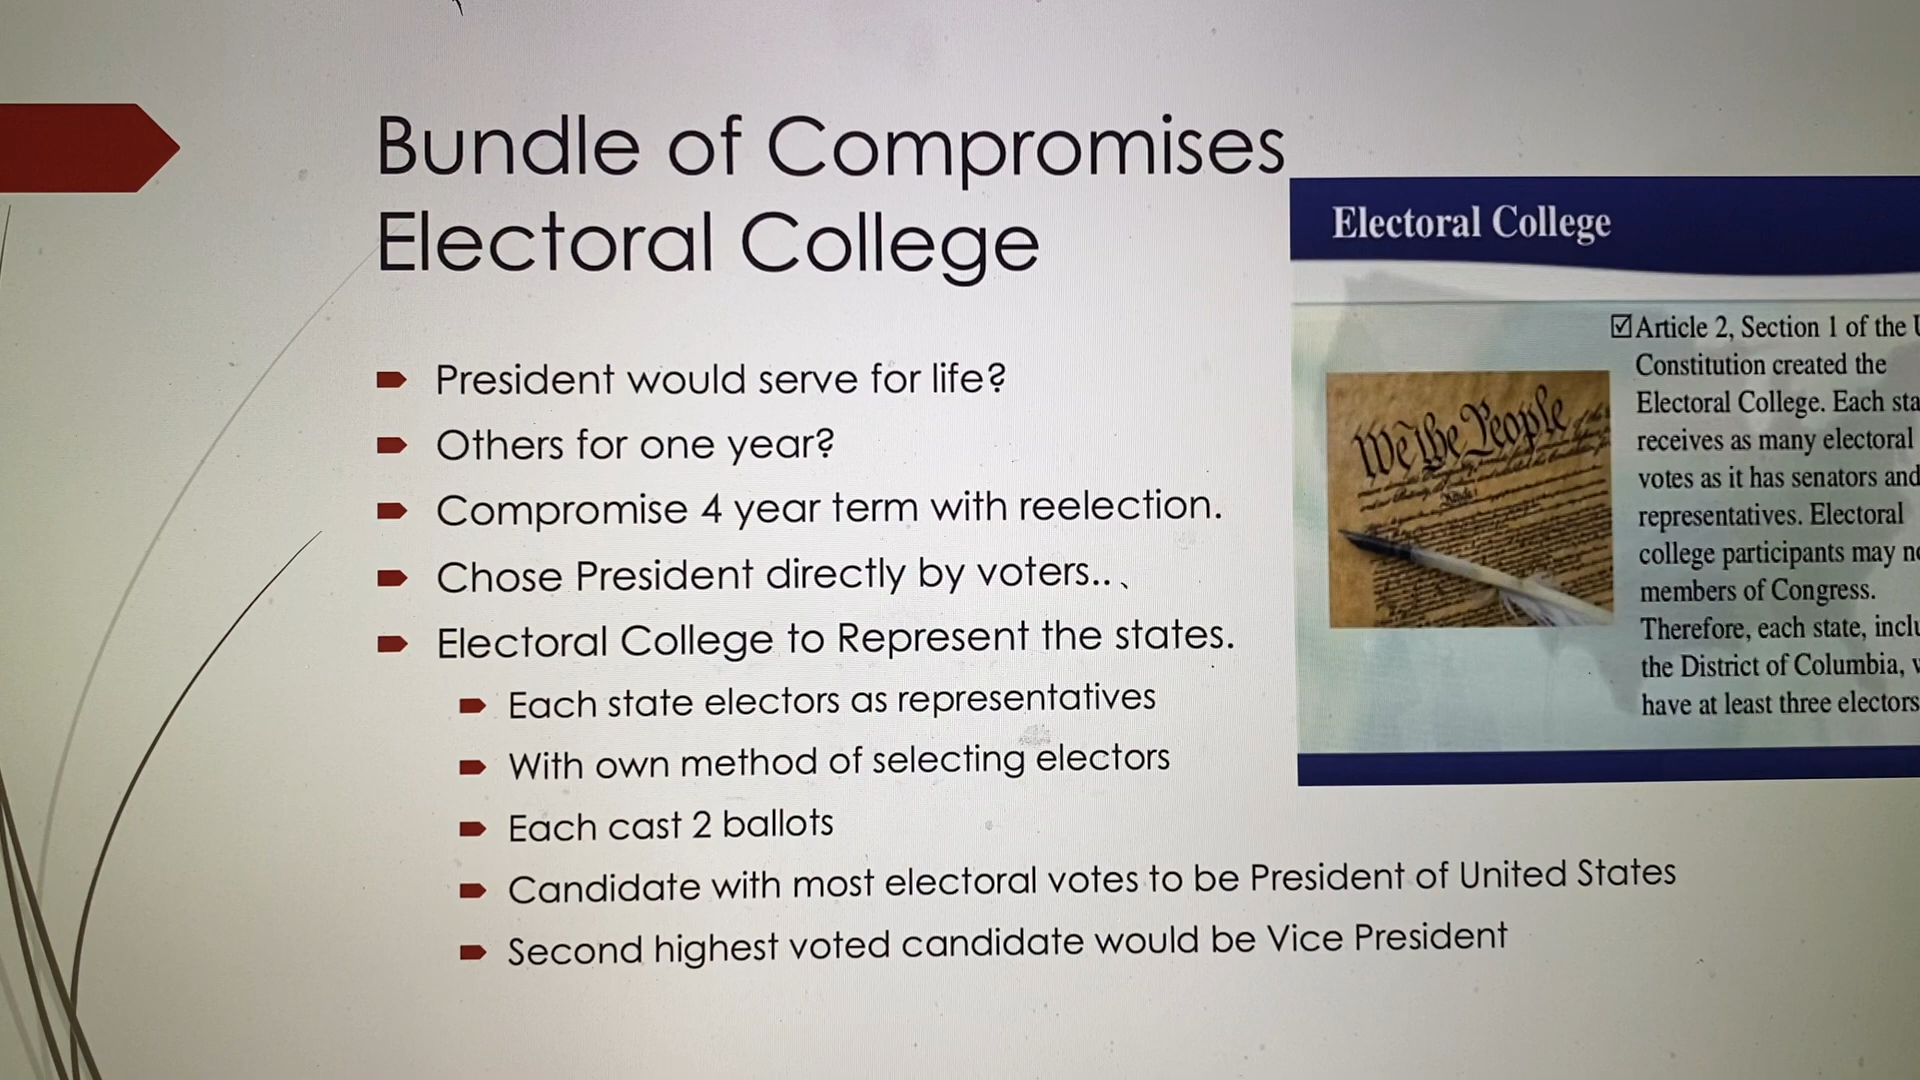 Bundle of Compromises
Electoral College
President would serve for life?
Others for one year?
Compromise 4 year term with reelection.
Chose President directly by voters..
Electoral College to Represent the states.
Each state electors as representatives
With own method of selecting electors
Each cast 2 ballots
Candidate with most electoral votes to be President of United States
Second highest voted candidate would be Vice President
Electoral College
Article 2, Section 1 of the
Constitution created the
Electoral College. Each
receives as many electoral
votes as it has senators and
representatives. Electoral
college participants may
members of Congress.
Therefore, each state,
the District of Columbia,
have at least three electors
We the People